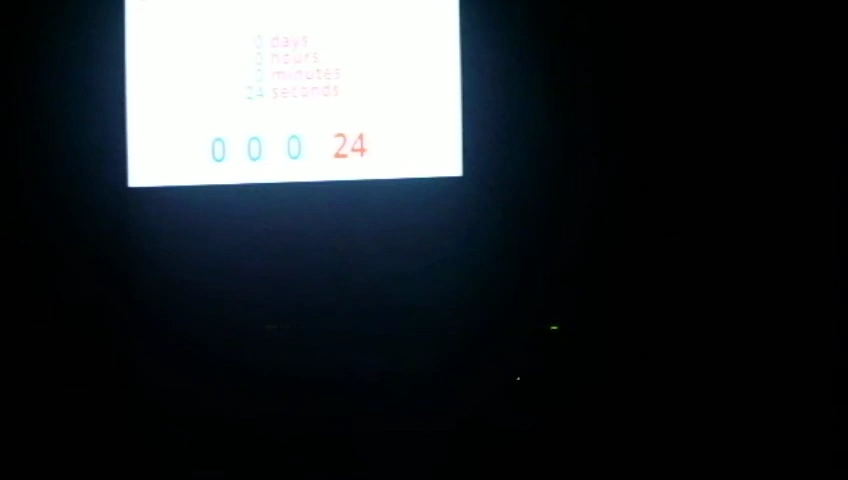 0 days
0 hours
0 minutes
24 seconds
0 0 0 24